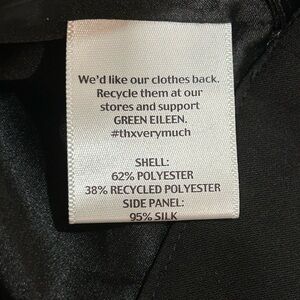 We'd like our clothes back.
Recycle them at our
stores and support
GREEN EILEEN.
#thxverymuch
SHELL:
62% POLYESTER
38% RECYCLED POLYESTER
SIDE PANEL:
95% SILK